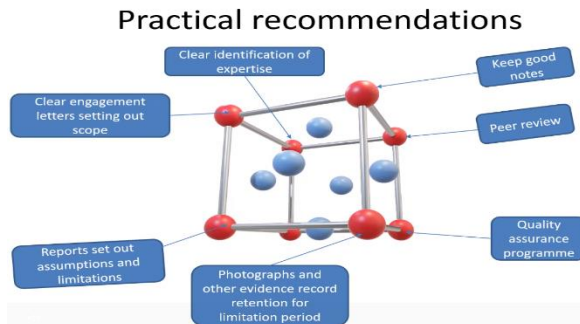 Practical recommendations
Clear identification of
expertise
Keep good
notes
Clear engagement
letters setting out
scope
Peer review
Reports set out
assumptions and
limitations
Photographs and
other evidence record
retention for
limitation period
Quality
assurance
programme